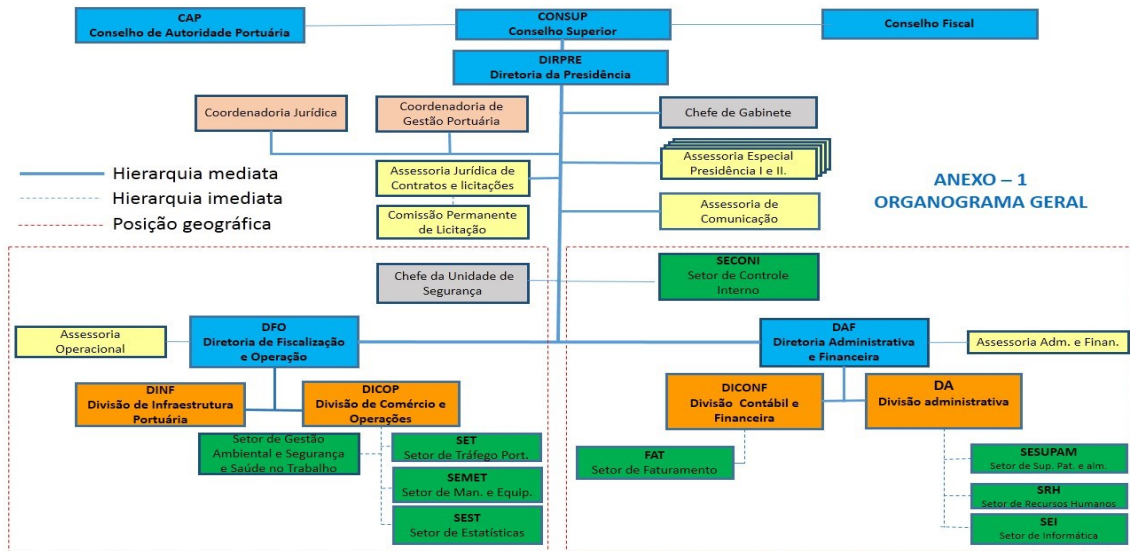 CAP
Conselho de Autoridade Portuária
CONSUP
Conselho Superior
Conselho Fiscal
DIRPRE
Diretoria da Presidência
Coordenadoria Jurídica
Coordenadoria de
Gestão Portuária
Chefe de Gabinete
Assessoria Jurídica de
Contratos e licitações
Assessoria Especial
Presidência I e II.
Comissão Permanente
de Licitação
Assessoria de
Comunicação
Hierarquia mediata
Hierarquia imediata
Posição geográfica
ANEXO – 1
ORGANOGRAMA GERAL
Chefe da Unidade de
Segurança
SECONI
Setor de Controle
Interno
Assessoria
Operacional
DFO
Diretoria de Fiscalização
e Operação
DAF
Diretoria Administrativa
e Financeira
Assessoria Adm. e Finan.
DINF
Divisão de Infraestrutura
Portuária
DICOP
Divisão de Comércio e
Operações
DICONF
Divisão Contábil e
Financeira
DA
Divisão administrativa
Setor de Gestão
Ambiental e Segurança
e Saúde no Trabalho
SET
Setor de Tráfego Port.
SEMET
Setor de Man. e Equip.
SEST
Setor de Estatísticas
FAT
Setor de Faturamento
SESUPAM
Setor de Sup. Pat. e alm.
SRH
Setor de Recursos Humanos
SEI
Setor de Informática